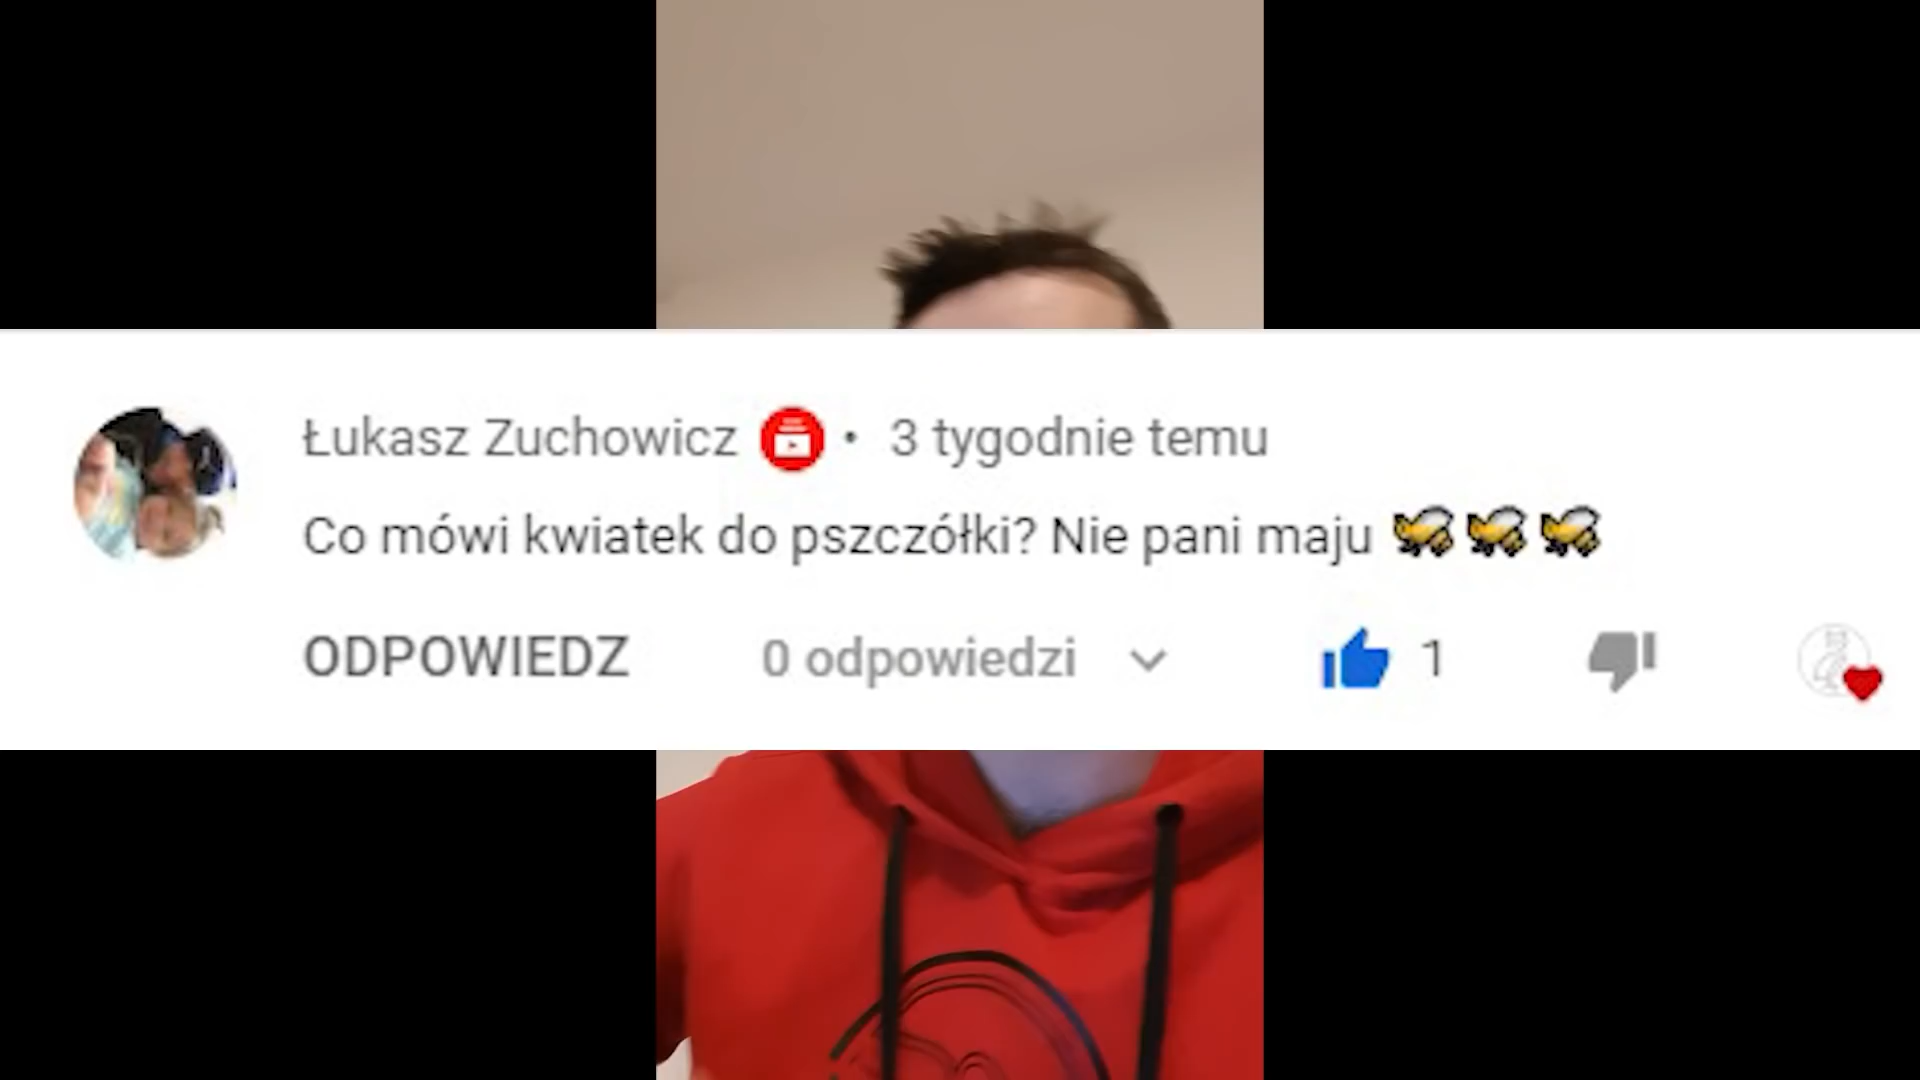 Łukasz Zuchowicz • 3 tygodnie temu
Co mówi kwiatek do pszczółki? Nie pani maju 🐝🐝🐝
ODPOWIEDZ 0 odpowiedzi 1